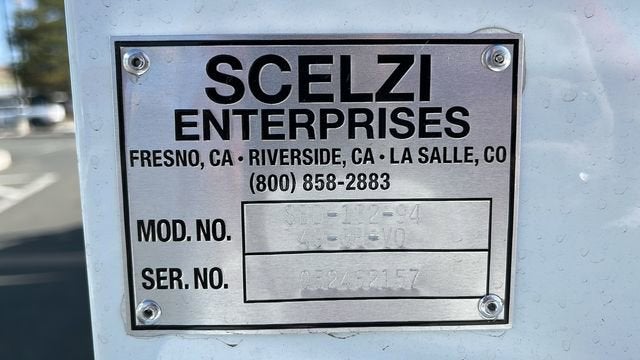 SCELZI
ENTERPRISES
FRESNO, CA • RIVERSIDE, CA • LA SALLE, CO
(800) 858-2883
MOD. NO.
SER. NO.